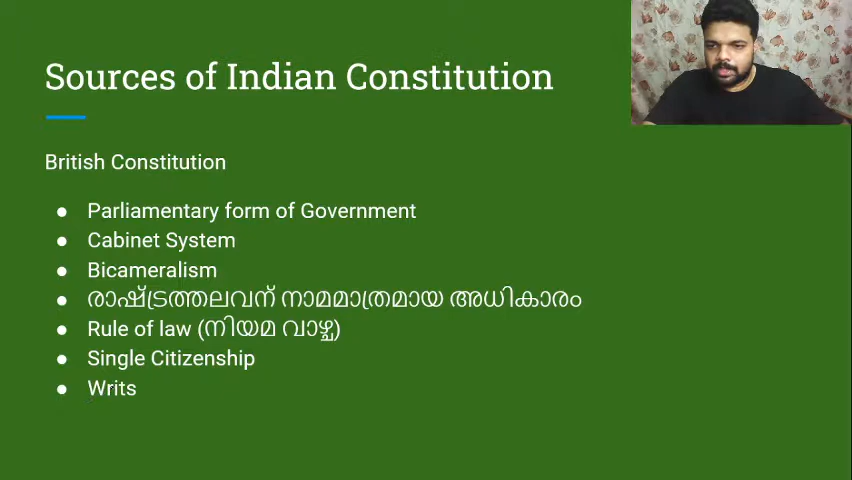 Sources of Indian Constitution
British Constitution
● Parliamentary form of Government
● Cabinet System
● Bicameralism
● രാഷ്ട്രത്തലവന് നാമമാത്രമായ അധികാരം
● Rule of law (നിയമ വാഴ്ച)
● Single Citizenship
● Writs